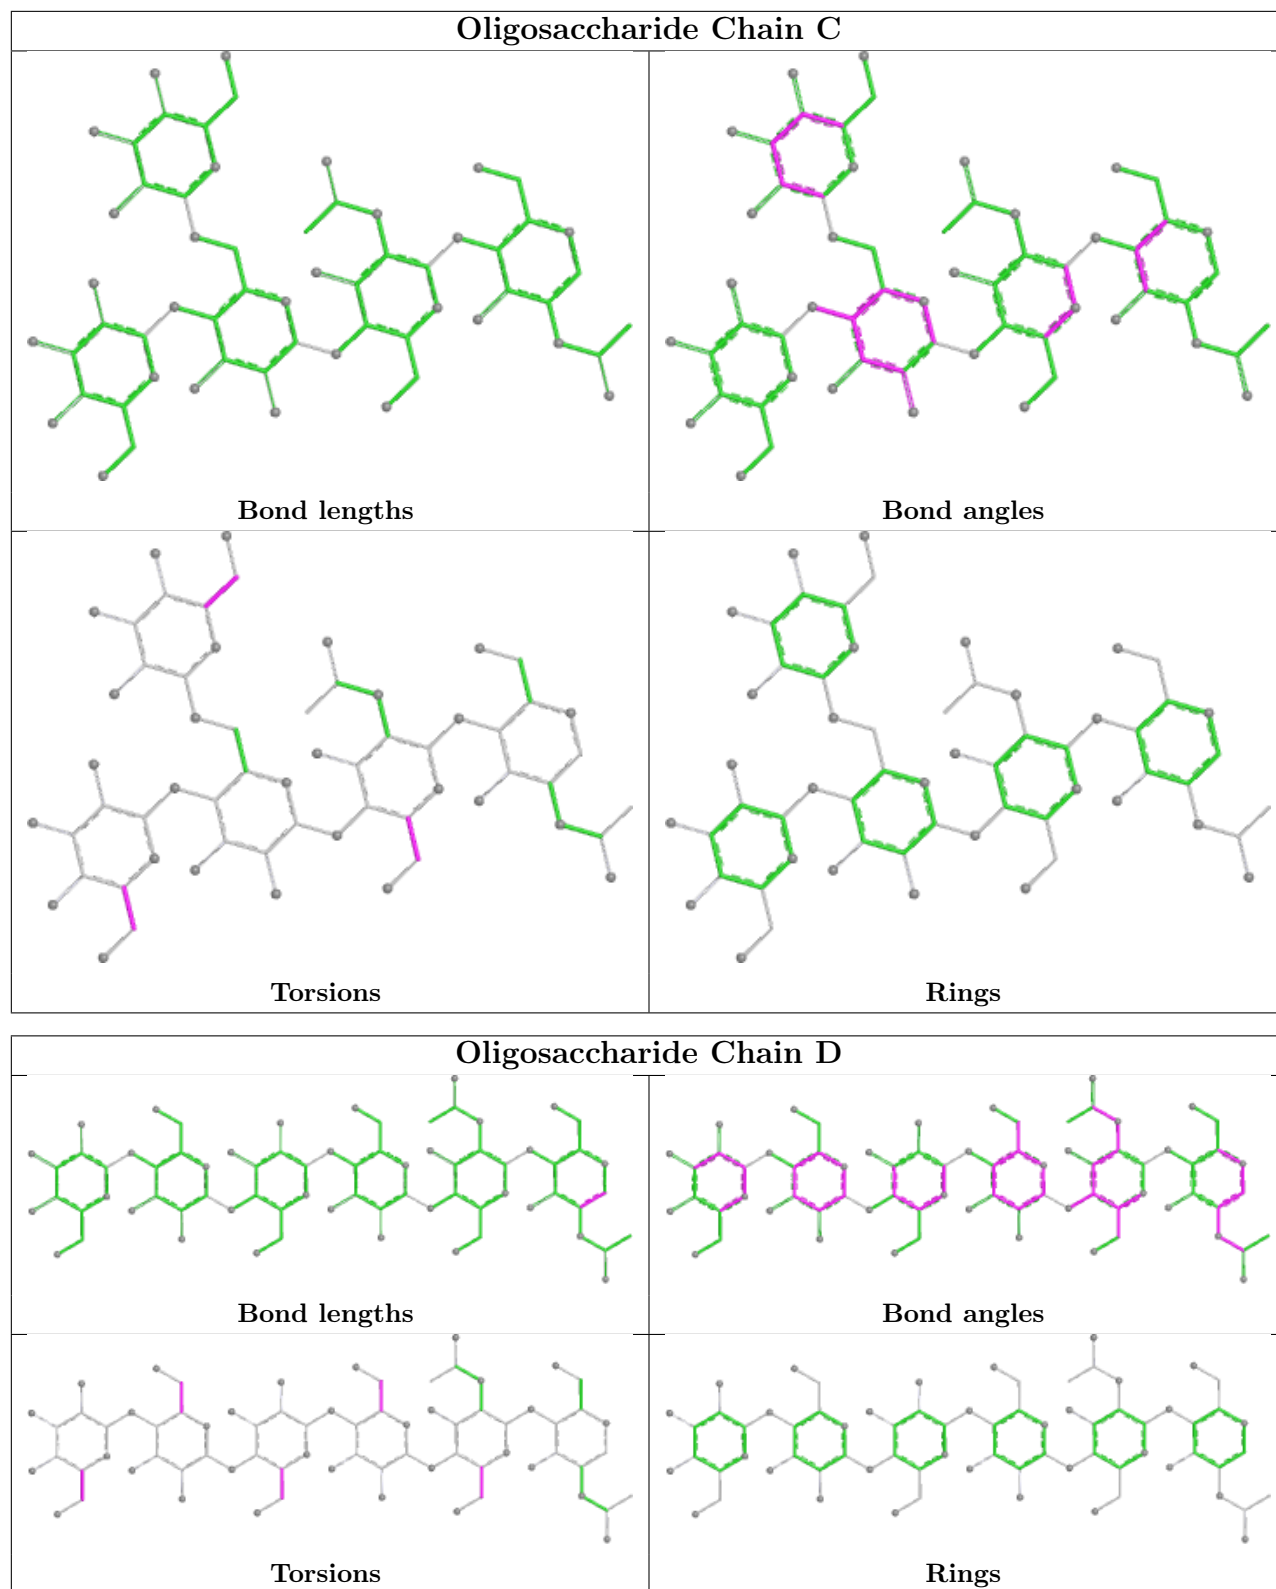 Oligosaccharide Chain C
Bond lengths
Bond angles
Torsions
Rings
Oligosaccharide Chain D
Bond lengths
Bond angles
Torsions
Rings